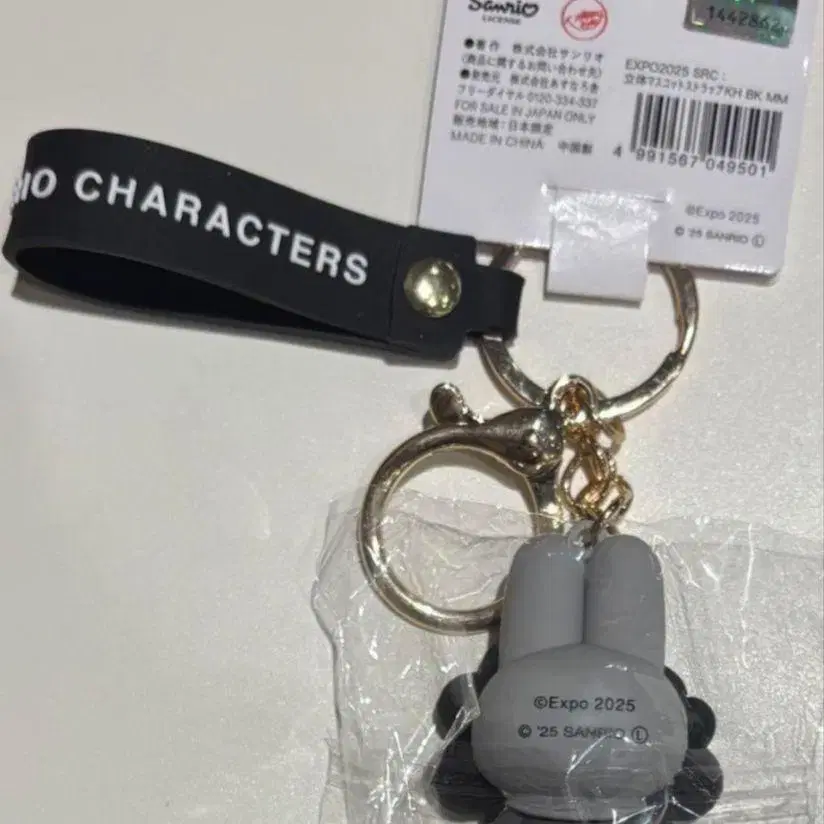 Sanrio
LICENSE
1442862
●著作 株式会社サンリオ
(商品に関するお問い合わせ先)
●発売元 株式会社あすなろ舎
フリーダイヤル 0120-334-337
FOR SALE IN JAPAN ONLY
販売地域:日本限定
MADE IN CHINA 中国製
EXPO2025 SRC:
立体マスコットストラップKH BK MM
4 991567 049501
©Expo 2025
© '25 SANRIO Ⓛ
RIO CHARACTERS
©Expo 2025
© '25 SANRIO Ⓛ